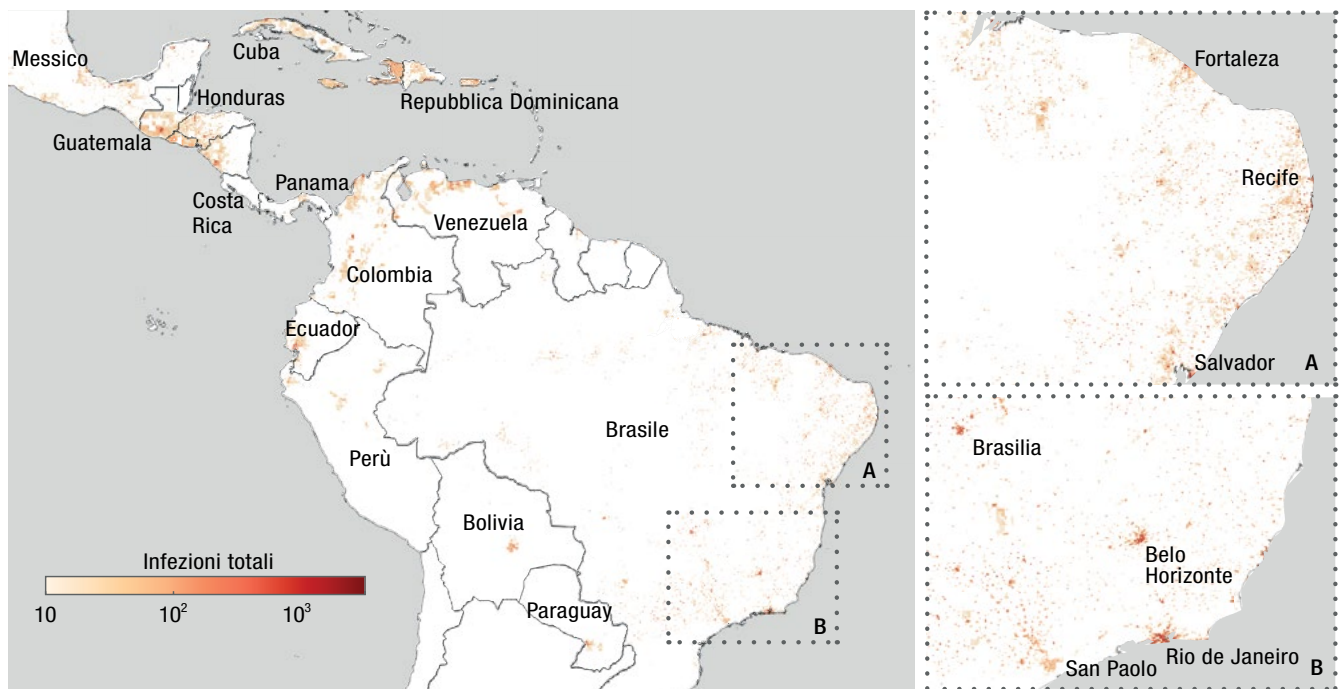 Messico
Cuba
Honduras
Repubblica Dominicana
Guatemala
Panama
Costa
Rica
Venezuela
Colombia
Ecuador
Brasile
Perù
A
Bolivia
Infezioni totali
10 10² 10³
Paraguay
B
Fortaleza
Recife
Salvador
A
Brasilia
Belo
Horizonte
San Paolo
Rio de Janeiro
B